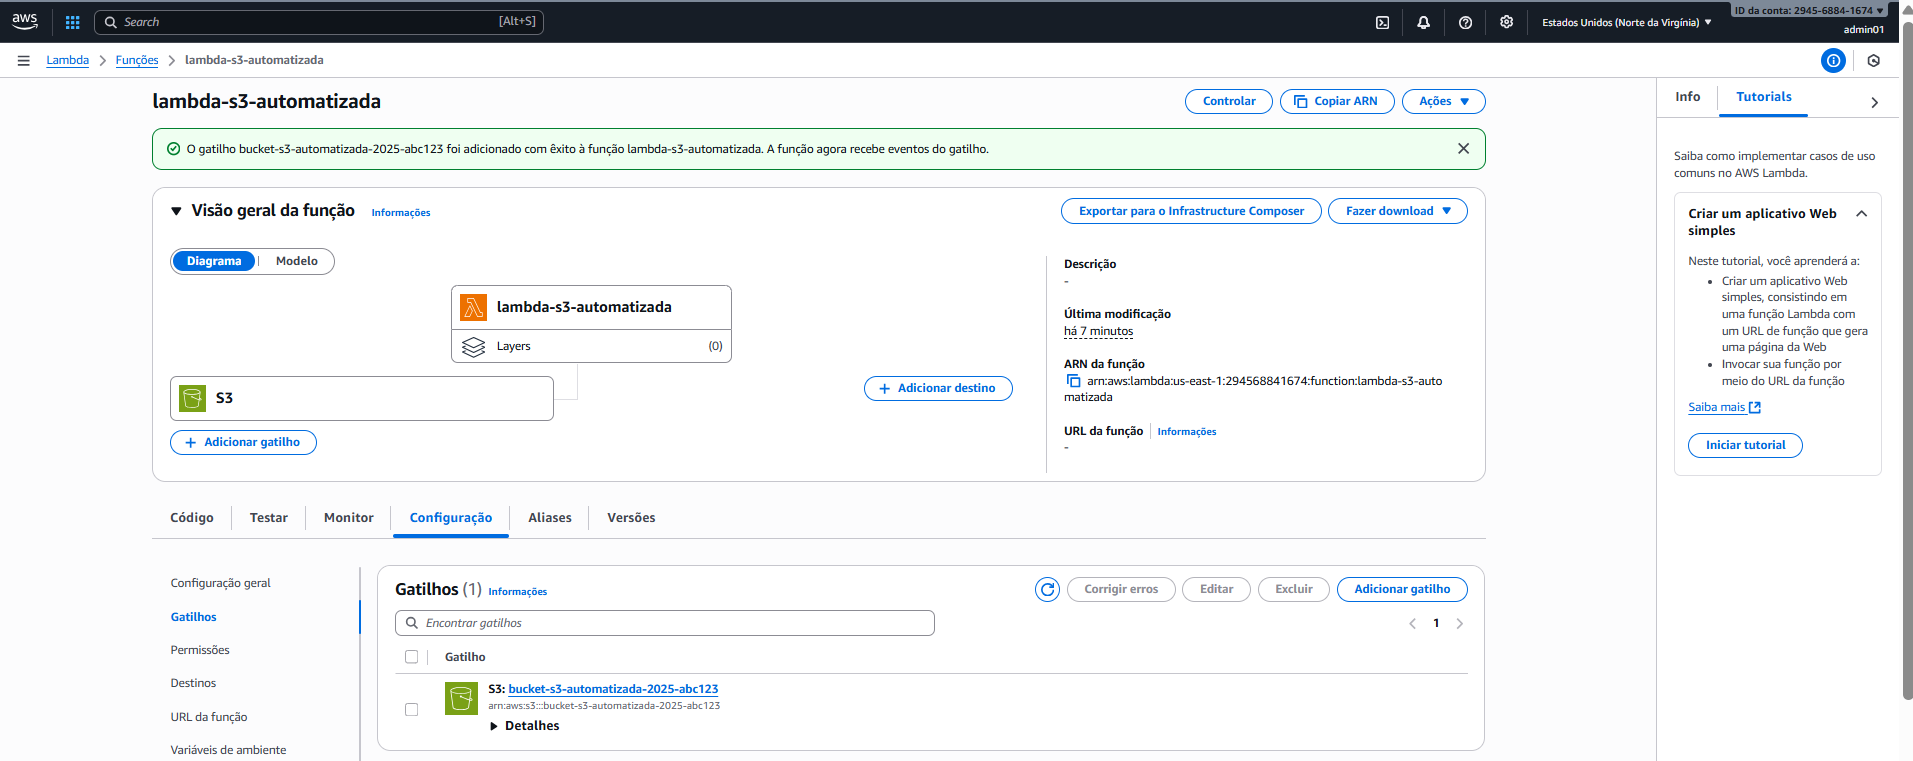 aws
Search
[Alt+S]
Estados Unidos (Norte da Virgínia)
ID da conta: 2945-6884-1674
admin01
Lambda
Funções
lambda-s3-automatizada
lambda-s3-automatizada
Controlar
Copiar ARN
Ações
O gatilho bucket-s3-automatizada-2025-abc123 foi adicionado com êxito à função lambda-s3-automatizada. A função agora recebe eventos do gatilho.
Visão geral da função
Informações
Exportar para o Infrastructure Composer
Fazer download
Diagrama
Modelo
lambda-s3-automatizada
Layers
(0)
S3
Adicionar gatilho
Adicionar destino
Descrição
-
Última modificação
há 7 minutos
ARN da função
arn:aws:lambda:us-east-1:294568841674:function:lambda-s3-auto
matizada
URL da função
Informações
-
Código
Testar
Monitor
Configuração
Aliases
Versões
Configuração geral
Gatilhos
Permissões
Destinos
URL da função
Variáveis de ambiente
Gatilhos (1)
Informações
Corrigir erros
Editar
Excluir
Adicionar gatilho
Encontrar gatilhos
1
Gatilho
S3: bucket-s3-automatizada-2025-abc123
arn:aws:s3:::bucket-s3-automatizada-2025-abc123
Detalhes
Info
Tutorials
Saiba como implementar casos de uso
comuns no AWS Lambda.
Criar um aplicativo Web
simples
Neste tutorial, você aprenderá a:
• Criar um aplicativo Web
simples, consistindo em
uma função Lambda com
um URL de função que gera
uma página da Web
• Invocar sua função por
meio do URL da função
Saiba mais
Iniciar tutorial